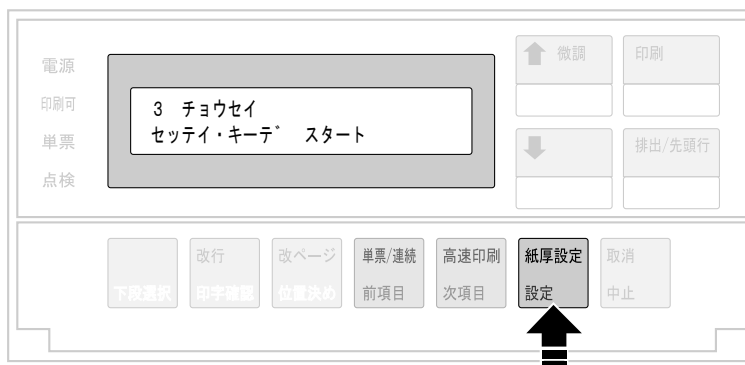 電源
印刷可
単票
点検
3 チョウセイ
セッテイ・キーデ゛ スタート
微調
印刷
排出/先頭行
下段選択
改行
印字確認
改ページ
位置決め
単票/連続
前項目
高速印刷
次項目
紙厚設定
設定
取消
中止